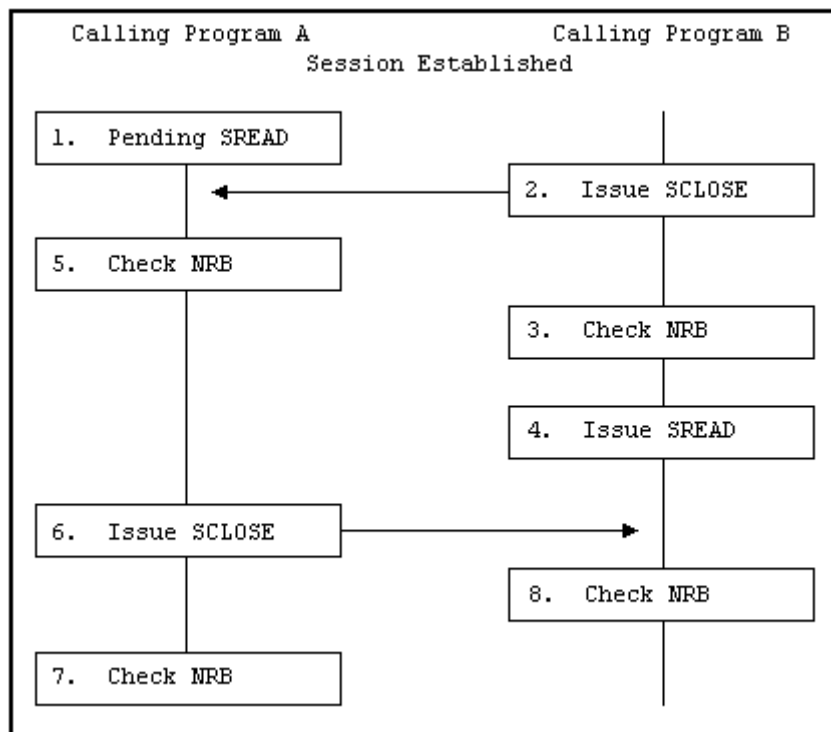 Calling Program A Calling Program B
Session Established
1. Pending SREAD
2. Issue SCLOSE
5. Check NRB
3. Check NRB
4. Issue SREAD
6. Issue SCLOSE
8. Check NRB
7. Check NRB